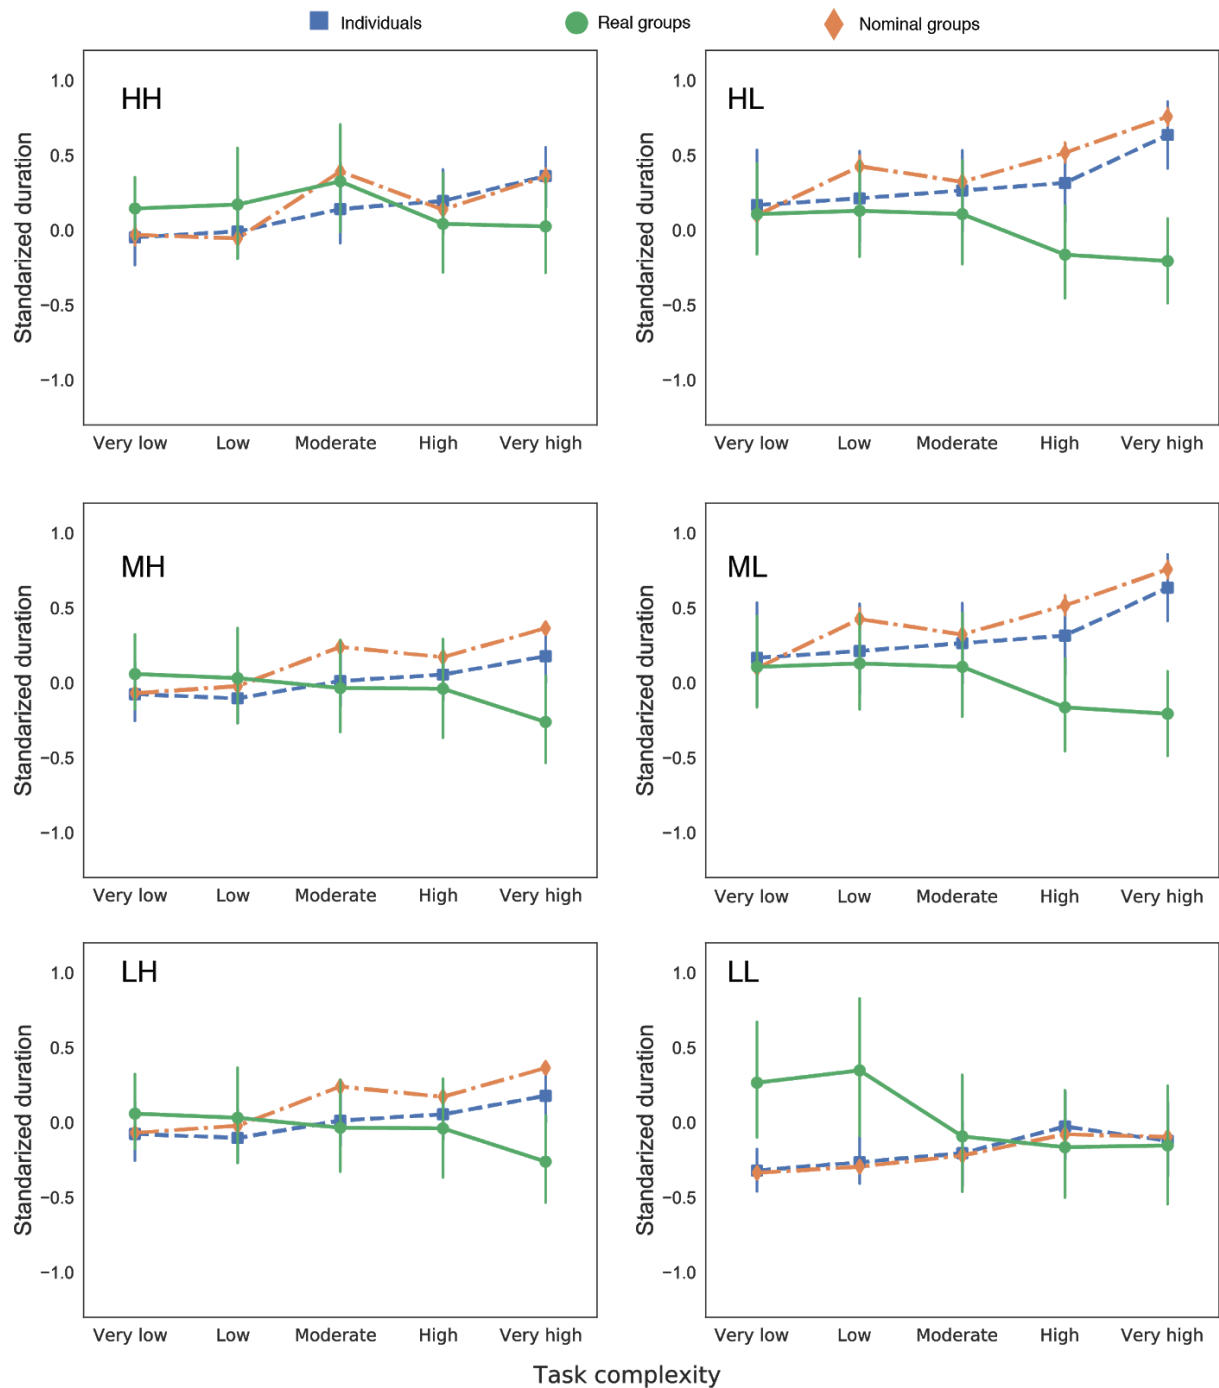 Individuals Real groups Nominal groups
HH
1.0
0.5
0.0
−0.5
−1.0
Standarized duration
Very low Low Moderate High Very high
HL
1.0
0.5
0.0
−0.5
−1.0
Standarized duration
Very low Low Moderate High Very high
MH
1.0
0.5
0.0
−0.5
−1.0
Standarized duration
Very low Low Moderate High Very high
ML
1.0
0.5
0.0
−0.5
−1.0
Standarized duration
Very low Low Moderate High Very high
LH
1.0
0.5
0.0
−0.5
−1.0
Standarized duration
Very low Low Moderate High Very high
LL
1.0
0.5
0.0
−0.5
−1.0
Standarized duration
Very low Low Moderate High Very high
Task complexity